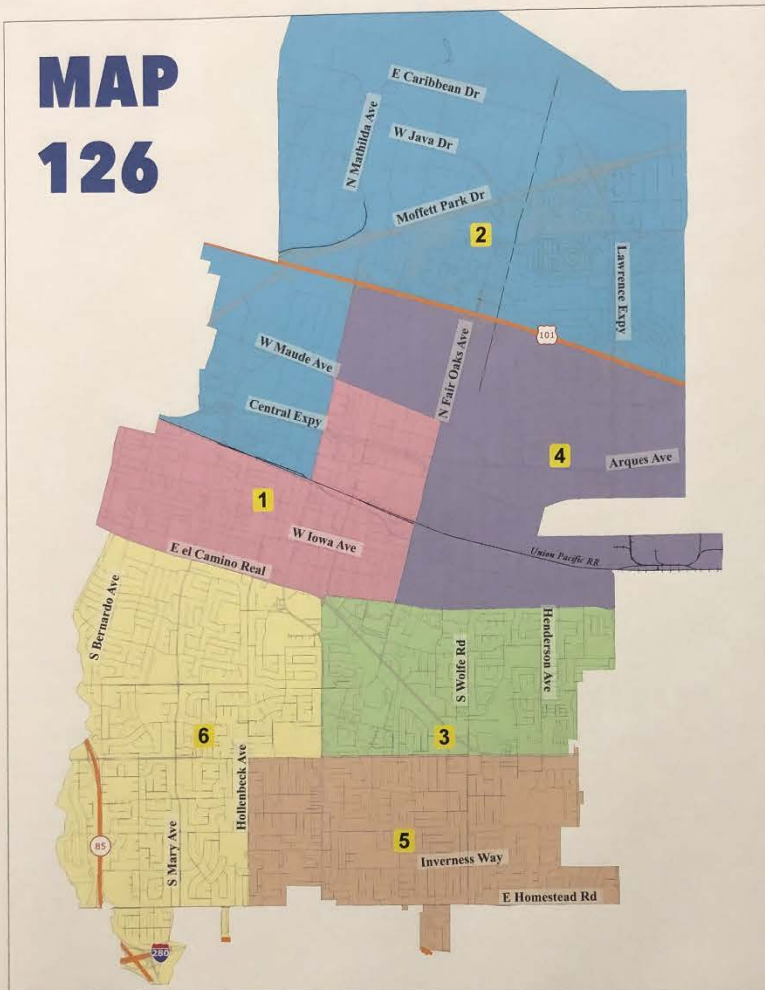 MAP
126
E Caribbean Dr
N Mathilda Ave
W Java Dr
Moffett Park Dr
2
Lawrence Expy
101
W Maude Ave
N Fair Oaks Ave
Central Expy
4
Arques Ave
1
W Iowa Ave
E el Camino Real
Union Pacific RR
S Bernardo Ave
S Wolfe Rd
Henderson Ave
6
3
Hollenbeck Ave
85
S Mary Ave
5
Inverness Way
E Homestead Rd
280